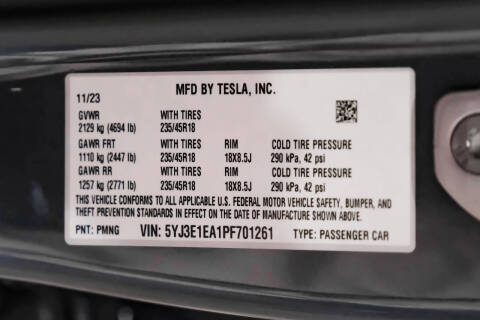 MFD BY TESLA, INC.
11/23
GVWR WITH TIRES
2129 kg (4694 lb) 235/45R18
GAWR FRT WITH TIRES RIM COLD TIRE PRESSURE
1110 kg (2447 lb) 235/45R18 18X8.5J 290 kPa, 42 psi
GAWR RR WITH TIRES RIM COLD TIRE PRESSURE
1257 kg (2771 lb) 235/45R18 18X8.5J 290 kPa, 42 psi
THIS VEHICLE CONFORMS TO ALL APPLICABLE U.S. FEDERAL MOTOR VEHICLE SAFETY, BUMPER, AND
THEFT PREVENTION STANDARDS IN EFFECT ON THE DATE OF MANUFACTURE SHOWN ABOVE.
PNT: PMNG VIN: 5YJ3E1EA1PF701261 TYPE: PASSENGER CAR